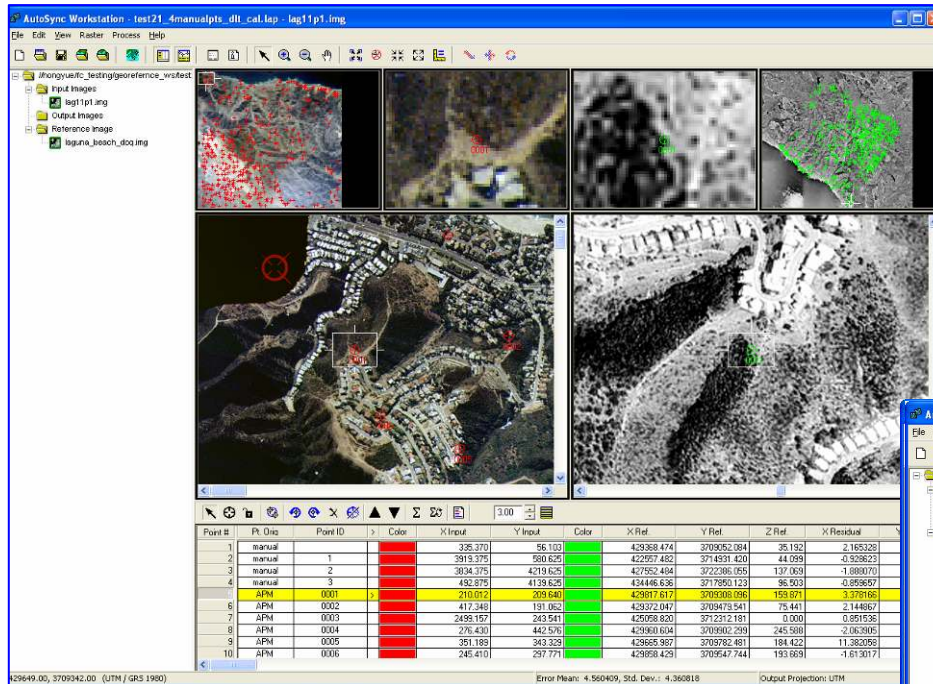 AutoSync Workstation - test21_4manualpts_dlt_cal.lap - lag11p1.img
File Edit View Raster Process Help
//hongyue/fc_testing/georefernce_ws/test
Input Images
lag11p1.img
Output Images
Reference Image
laguna_beach_doq.img
0001
0001
3.00
Point # Pt. Orig Point ID > Color X Input Y Input Color X Ref. Y Ref. Z Ref. X Residual Y
1 manual 335.370 56.103 429368.474 3709052.084 35.192 2.165328
2 manual 1 3919.375 580.625 422557.482 3714931.420 44.099 -0.928623
3 manual 2 3834.375 4219.625 427552.484 3722386.055 137.069 -1.888070
4 manual 3 492.875 4139.625 434446.636 3717850.123 96.503 -0.859657
APM 0001 > 210.012 209.640 429817.617 3709308.096 159.871 3.378166
6 APM 0002 417.348 191.062 429372.047 3709479.541 75.441 2.144867
7 APM 0003 2499.157 243.541 425058.820 3712312.181 0.000 0.851536
8 APM 0004 276.430 442.576 429960.604 3709902.299 245.588 -2.063905
9 APM 0005 351.189 243.329 429665.987 3709782.481 184.422 11.382058
10 APM 0006 245.410 297.771 429858.429 3709547.744 193.669 -1.613017
429649.00, 3709342.00 (UTM / GRS 1980) Error Mean: 4.560409, Std. Dev.: 4.360818 Output Projection: UTM
File